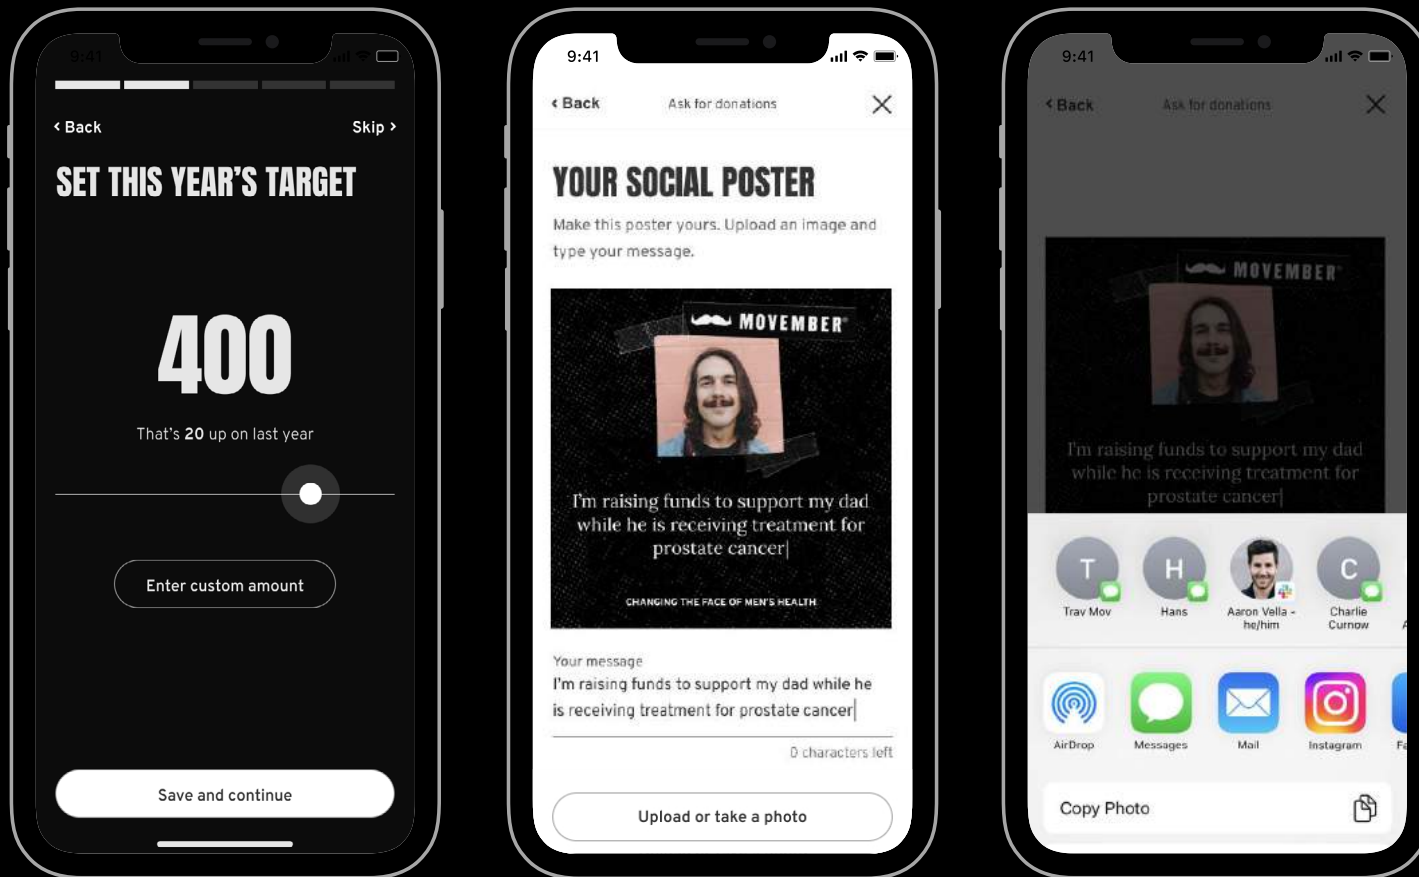 9:41
‹ Back
Skip ›
SET THIS YEAR'S TARGET
400
That's 20 up on last year
Enter custom amount
Save and continue
9:41
‹ Back
Ask for donations
YOUR SOCIAL POSTER
Make this poster yours. Upload an image and
type your message.
MOVEMBER®
I'm raising funds to support my dad
while he is receiving treatment for
prostate cancer
CHANGING THE FACE OF MEN'S HEALTH
Your message
I'm raising funds to support my dad while he
is receiving treatment for prostate cancer
0 characters left
Upload or take a photo
9:41
‹ Back
Ask for donations
MOVEMBER®
I'm raising funds to support my dad
while he is receiving treatment for
prostate cancer
T
H
C
Trav Mov
Hans
Aaron Vella -
he/him
Charlie
Curnow
AirDrop
Messages
Mail
Instagram
Copy Photo